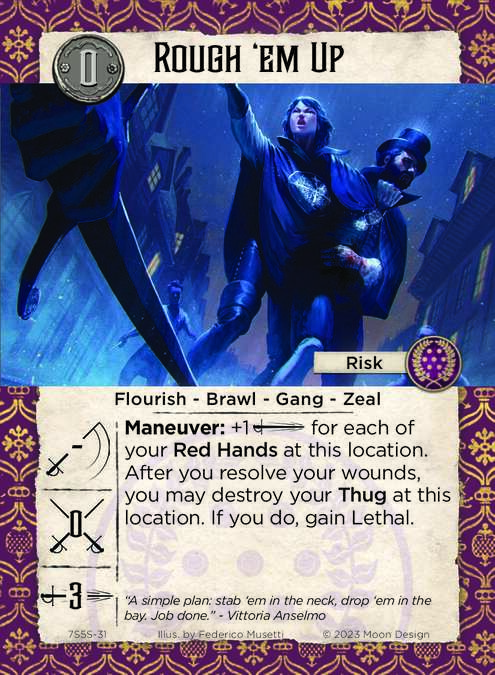 0
ROUGH ‘EM UP
Risk
Flourish - Brawl - Gang - Zeal
Maneuver: +1 for each of
your Red Hands at this location.
After you resolve your wounds,
you may destroy your Thug at this
location. If you do, gain Lethal.
-
0
+3
“A simple plan: stab ‘em in the neck, drop ‘em in the
bay. Job done.” - Vittoria Anselmo
7S5S-31 Illus. by Federico Musetti © 2023 Moon Design